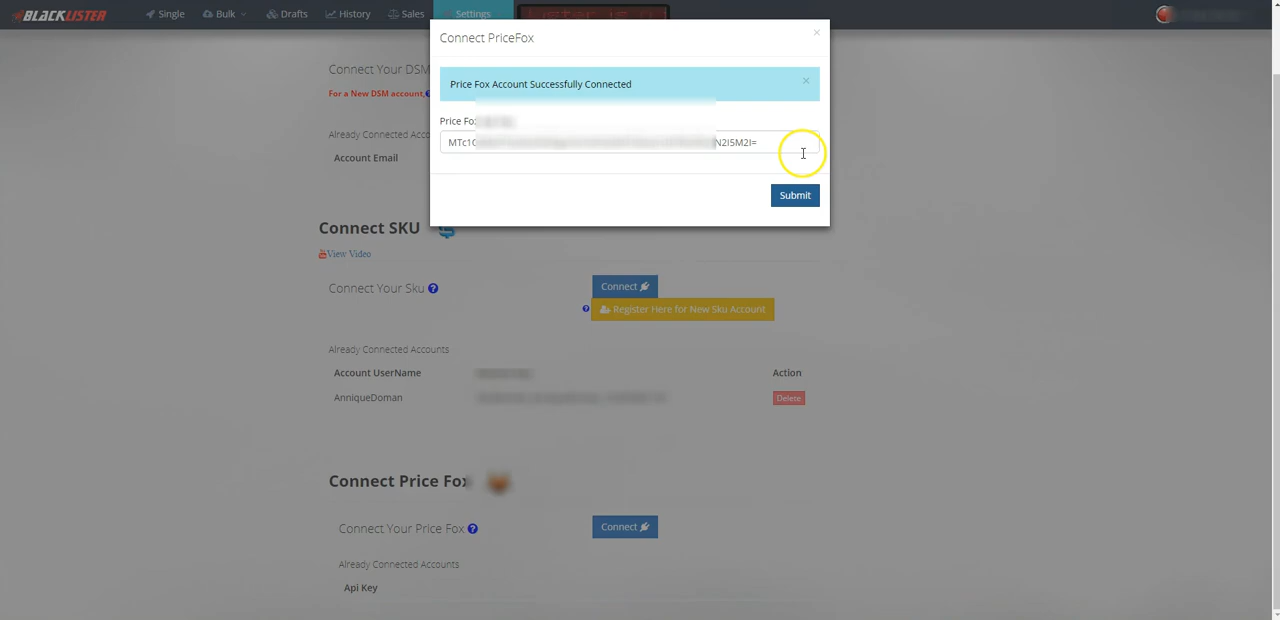 BLACKLISTER
Single
Bulk
Drafts
History
Sales
Settings
Connect PriceFox
×
Price Fox Account Successfully Connected
×
Price Fox
MTc1
N2I5M2I=
Submit
Connect Your DSM
For a New DSM account,
Already Connected Acco
Account Email
Connect SKU
View Video
Connect Your Sku ?
Connect
? Register Here for New Sku Account
Already Connected Accounts
Account UserName
Action
AnniqueDoman
Delete
Connect Price Fox
Connect Your Price Fox ?
Connect
Already Connected Accounts
Api Key